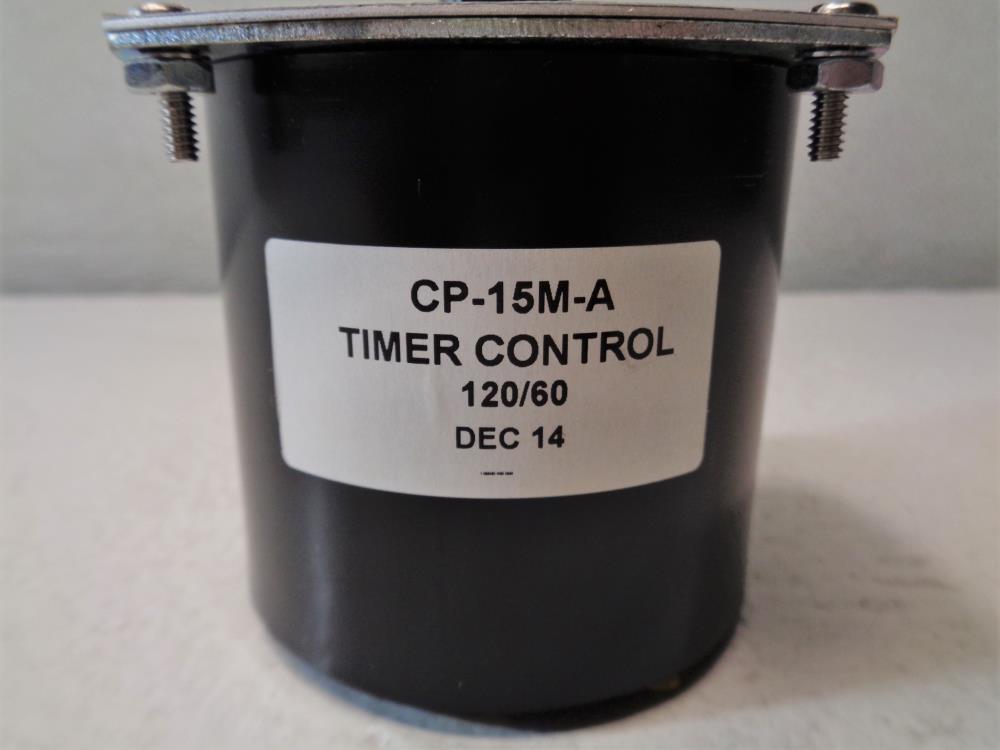 CP-15M-A
TIMER CONTROL
120/60
DEC 14